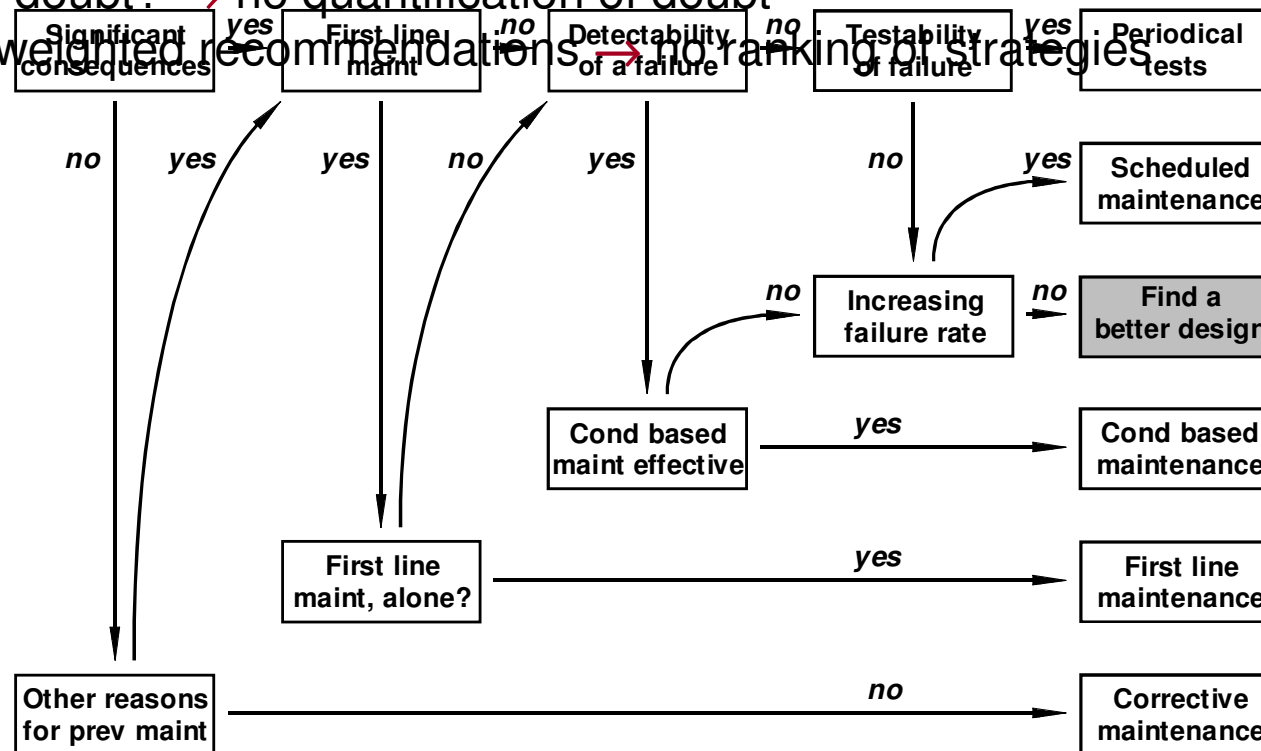 doubt? → no quantification of doubt
weighted recommendations → no ranking of strategies
Significant
consequences
yes
First line
maint
no
Detectability
of a failure
no
Testability
of failure
yes
Periodical
tests
no
yes
yes
no
yes
no
yes
Scheduled
maintenance
no
Increasing
failure rate
no
Find a
better design
Cond based
maint effective
yes
Cond based
maintenance
First line
maint, alone?
yes
First line
maintenance
Other reasons
for prev maint
no
Corrective
maintenance